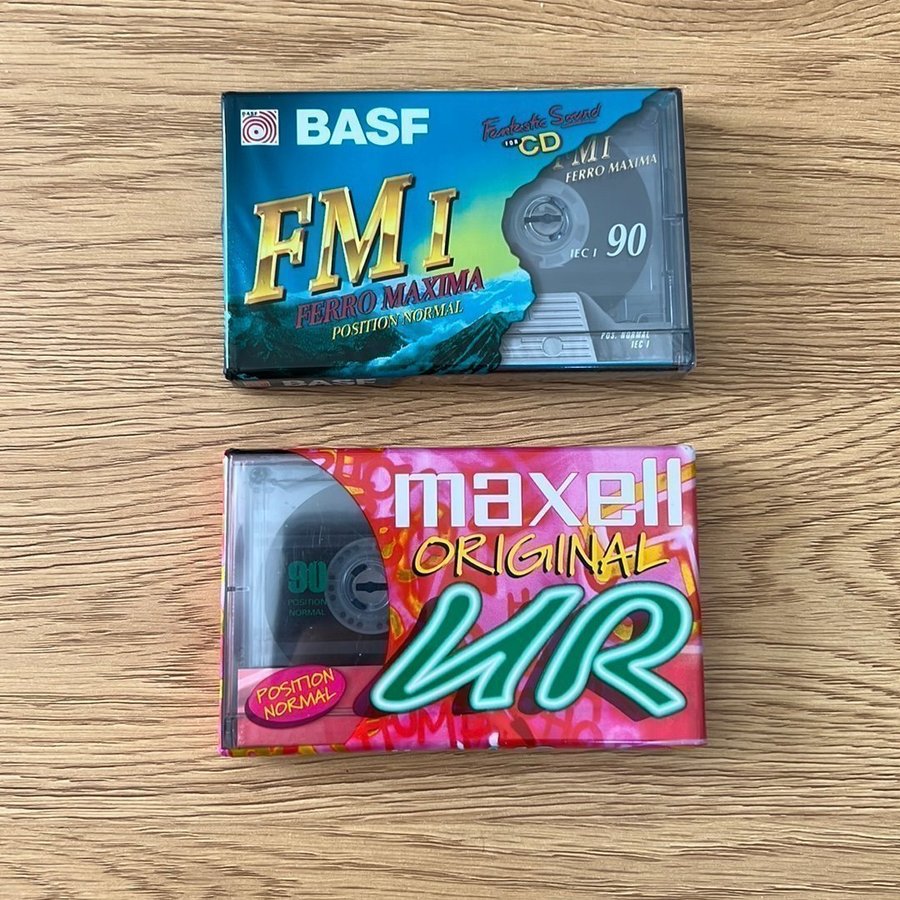 BASF
BASF
Fantastic Sound
FOR CD
FM I
FERRO MAXIMA
POSITION NORMAL
FM I
FERRO MAXIMA
IEC I 90
POS. NORMAL
IEC I
BASF
maxell
ORIGINAL
UR
90
POSITION
NORMAL
POSITION
NORMAL